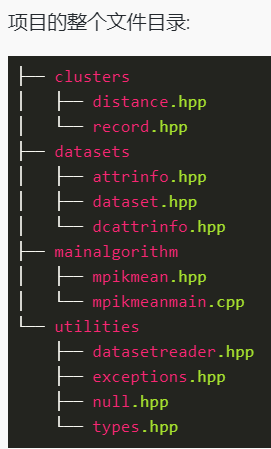 项目的整个文件目录:
├── clusters
│   ├── distance.hpp
│   └── record.hpp
├── datasets
│   ├── attrinfo.hpp
│   ├── dataset.hpp
│   └── dcattrinfo.hpp
├── mainalgorithm
│   ├── mpikmean.hpp
│   └── mpikmeanmain.cpp
└── utilities
    ├── datasetreader.hpp
    ├── exceptions.hpp
    ├── null.hpp
    └── types.hpp